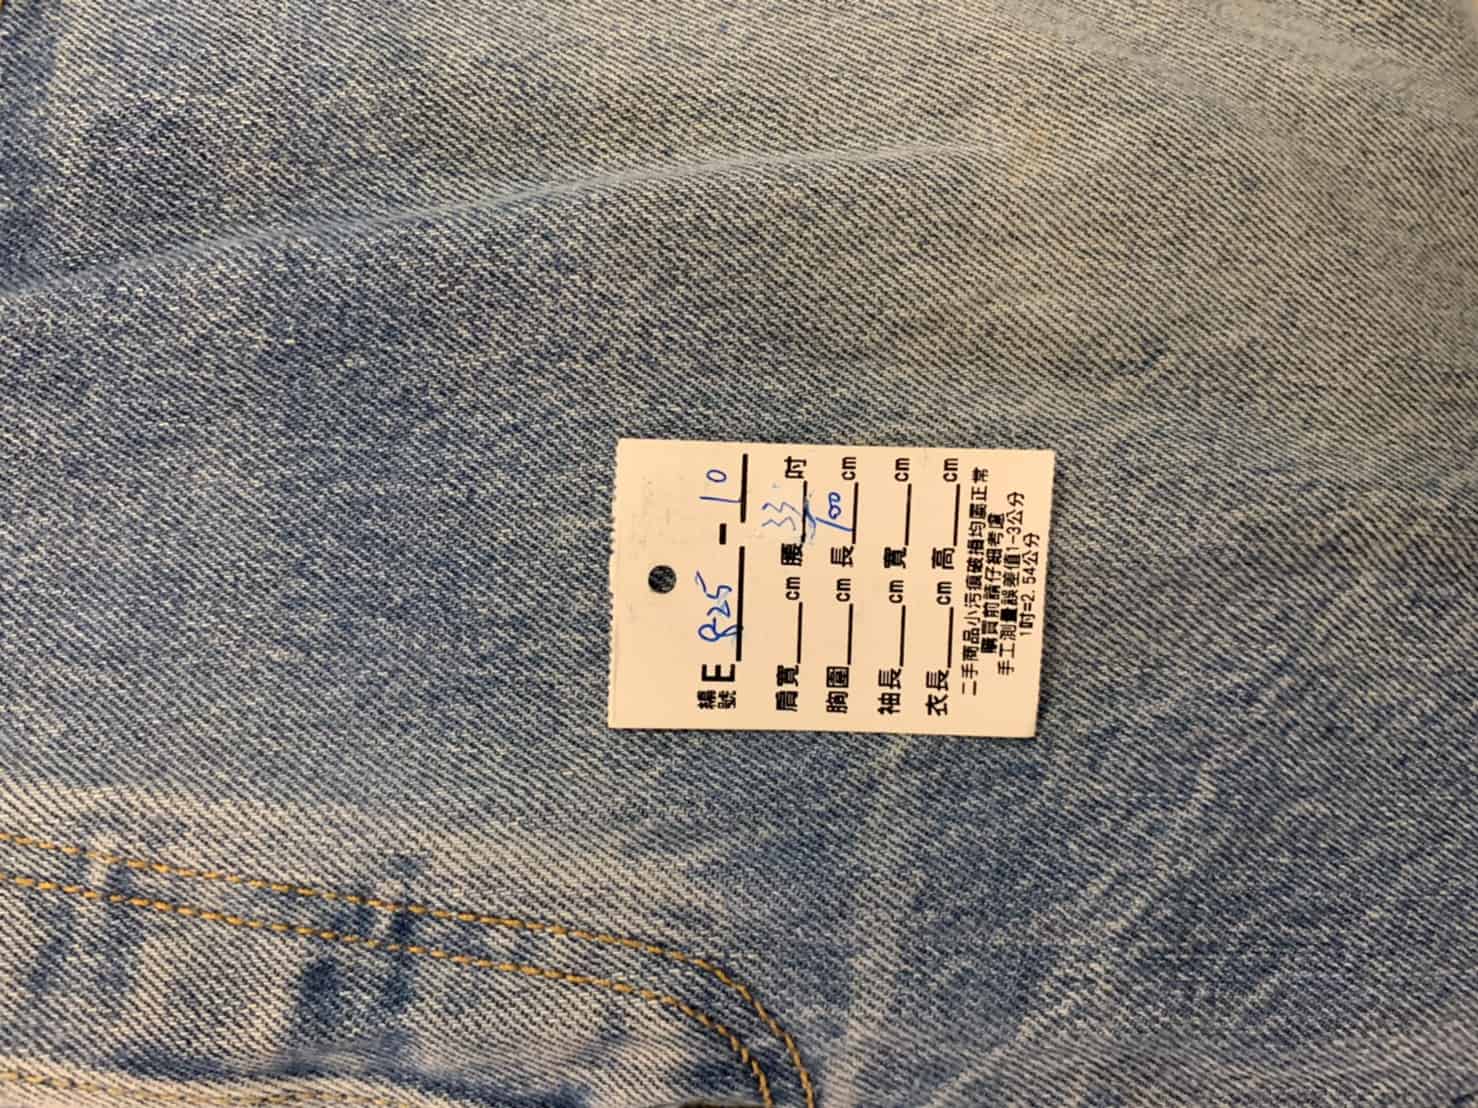 編號 E 825 - 10
肩寬 cm 腰 33 吋
胸圍 cm 長 100 cm
袖長 cm 寬 cm
衣長 cm 高 cm
二手商品小污痕破損均屬正常
購買前請仔細考慮
手工測量誤差值1-3公分
1吋=2.54公分